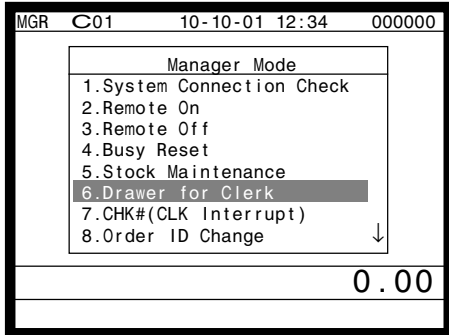 MGR C01 10-10-01 12:34 000000
Manager Mode
1.System Connection Check
2.Remote On
3.Remote Off
4.Busy Reset
5.Stock Maintenance
6.Drawer for Clerk
7.CHK#(CLK Interrupt)
8.Order ID Change ↓
0.00